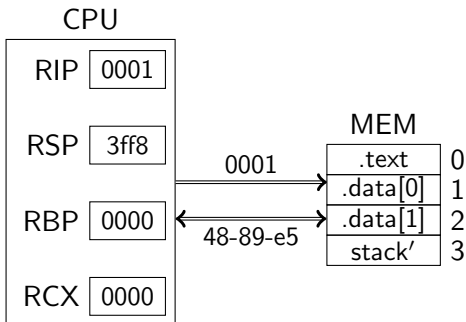 CPU
RIP 0001
RSP 3ff8
RBP 0000
RCX 0000
0001
48-89-e5
MEM
.text 0
.data[0] 1
.data[1] 2
stack′ 3